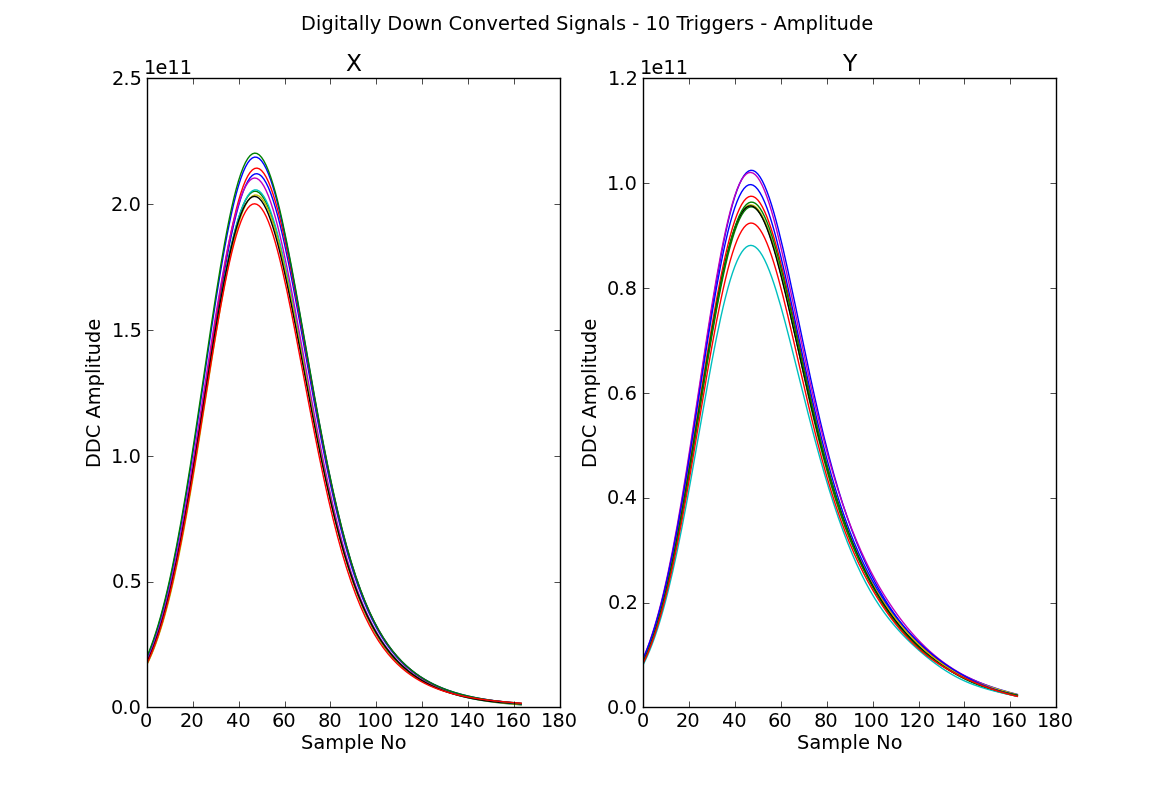 Digitally Down Converted Signals - 10 Triggers - Amplitude
X
1e11
2.5
2.0
1.5
1.0
0.5
0.0
DDC Amplitude
0 20 40 60 80 100 120 140 160 180
Sample No
Y
1e11
1.2
1.0
0.8
0.6
0.4
0.2
0.0
DDC Amplitude
0 20 40 60 80 100 120 140 160 180
Sample No